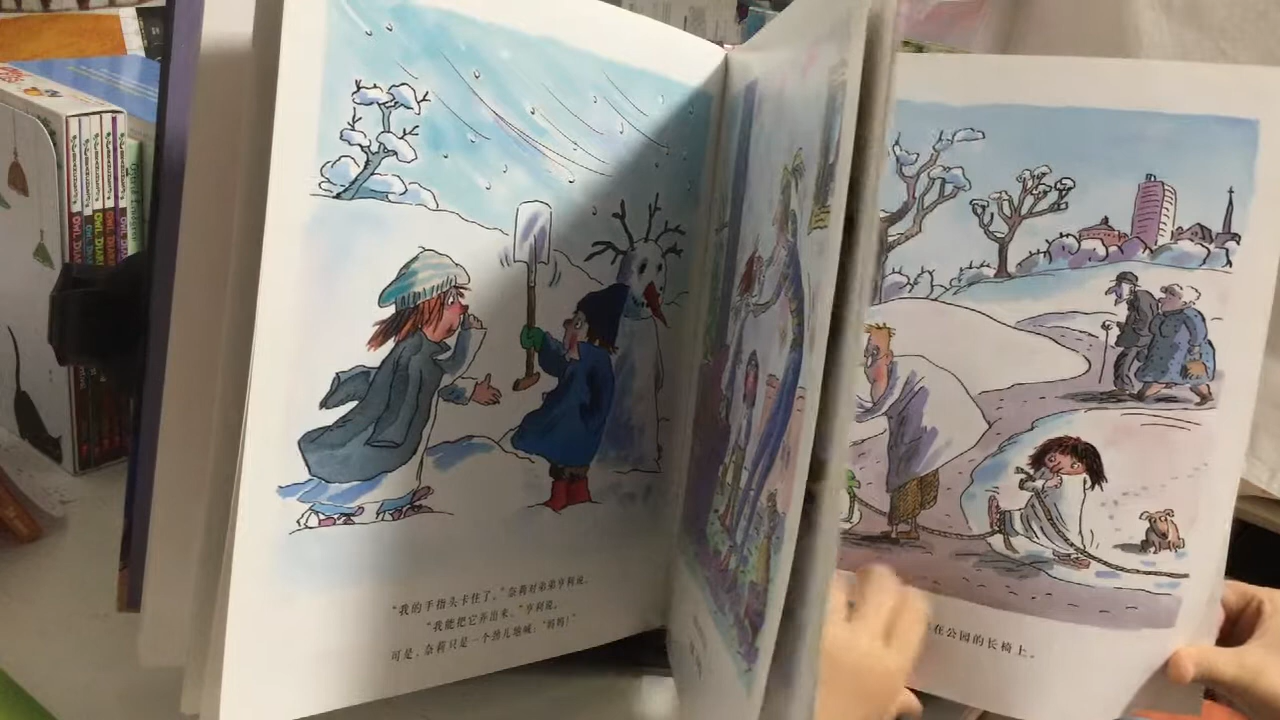 OWL DIARIES
OWL DIARIES
OWL DIARIES
OWL DIARIES
“我的手指头卡住了。”奈莉对弟弟亨利说。
“我能把它弄出来。”亨利说。
可是，奈莉只是一个劲儿地喊：“妈妈！”
在公园的长椅上。